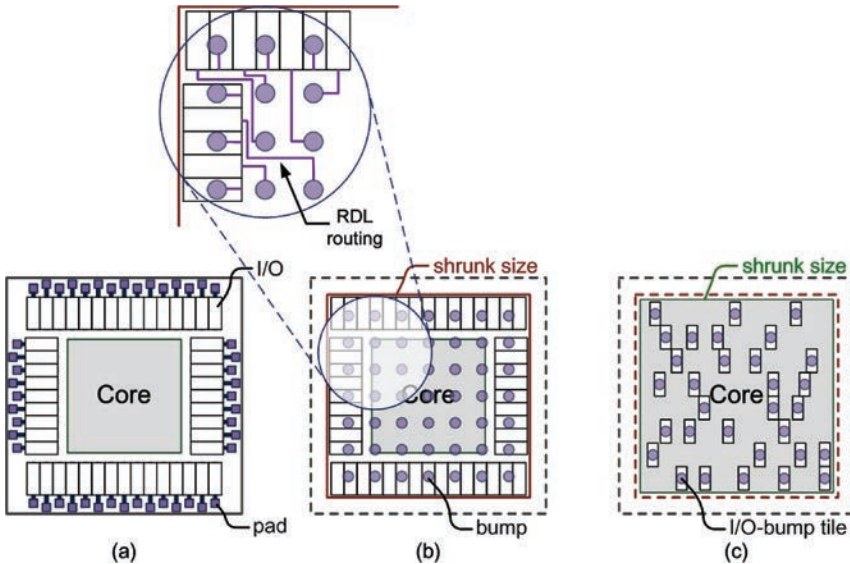 RDL
routing
I/O
shrunk size
shrunk size
Core
Core
Core
pad
bump
I/O-bump tile
(a)
(b)
(c)